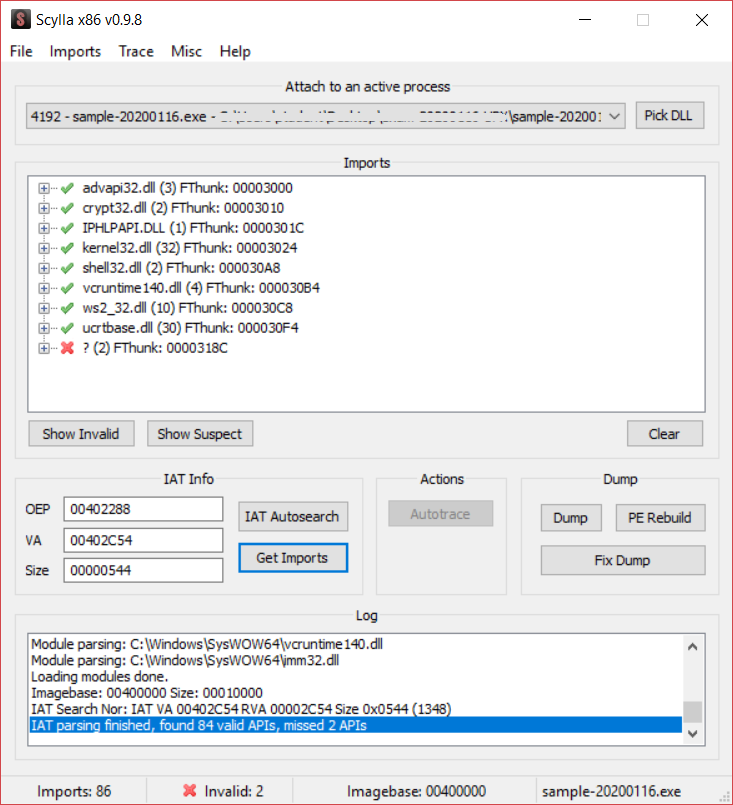 Scylla x86 v0.9.8
File Imports Trace Misc Help
Attach to an active process
4192 - sample-20200116.exe - \sample-20200 Pick DLL
Imports
advapi32.dll (3) FThunk: 00003000
crypt32.dll (2) FThunk: 00003010
IPHLPAPI.DLL (1) FThunk: 0000301C
kernel32.dll (32) FThunk: 00003024
shell32.dll (2) FThunk: 000030A8
vcruntime140.dll (4) FThunk: 000030B4
ws2_32.dll (10) FThunk: 000030C8
ucrtbase.dll (30) FThunk: 000030F4
? (2) FThunk: 0000318C
Show Invalid Show Suspect Clear
IAT Info Actions Dump
OEP 00402288 IAT Autosearch Autotrace Dump PE Rebuild
VA 00402C54 Get Imports Fix Dump
Size 00000544
Log
Module parsing: C:\Windows\SysWOW64\vcruntime140.dll
Module parsing: C:\Windows\SysWOW64\imm32.dll
Loading modules done.
Imagebase: 00400000 Size: 00010000
IAT Search Nor: IAT VA 00402C54 RVA 00002C54 Size 0x0544 (1348)
IAT parsing finished, found 84 valid APIs, missed 2 APIs
Imports: 86 Invalid: 2 Imagebase: 00400000 sample-20200116.exe